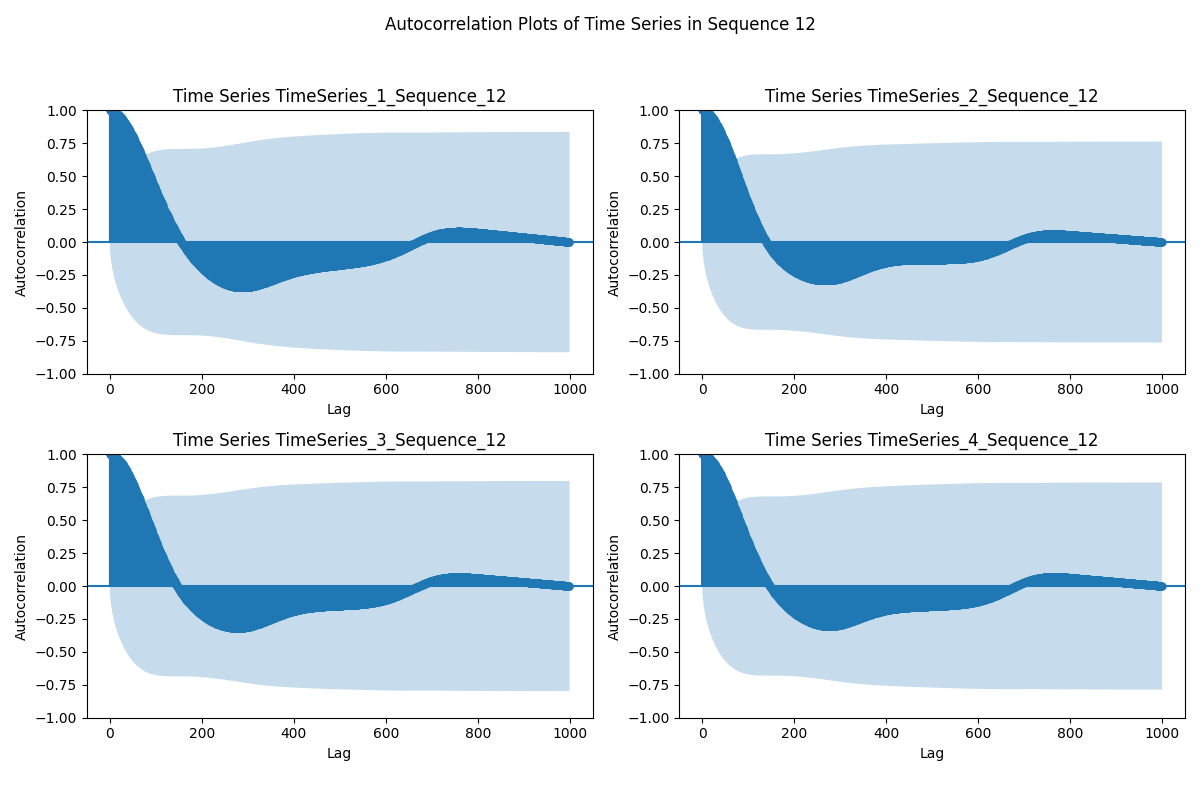 Autocorrelation Plots of Time Series in Sequence 12
Time Series TimeSeries_1_Sequence_12
1.00
0.75
0.50
0.25
0.00
−0.25
−0.50
−0.75
−1.00
Autocorrelation
0 200 400 600 800 1000
Lag
Time Series TimeSeries_2_Sequence_12
1.00
0.75
0.50
0.25
0.00
−0.25
−0.50
−0.75
−1.00
Autocorrelation
0 200 400 600 800 1000
Lag
Time Series TimeSeries_3_Sequence_12
1.00
0.75
0.50
0.25
0.00
−0.25
−0.50
−0.75
−1.00
Autocorrelation
0 200 400 600 800 1000
Lag
Time Series TimeSeries_4_Sequence_12
1.00
0.75
0.50
0.25
0.00
−0.25
−0.50
−0.75
−1.00
Autocorrelation
0 200 400 600 800 1000
Lag